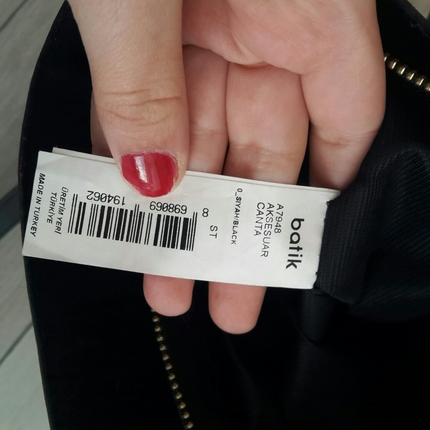 batik
A7948
AKSESUAR
CANTA
0_SIYAH/BLACK
ST
8 698069 194062
ÜRETİM YERİ
TÜRKİYE
MADE IN TURKEY